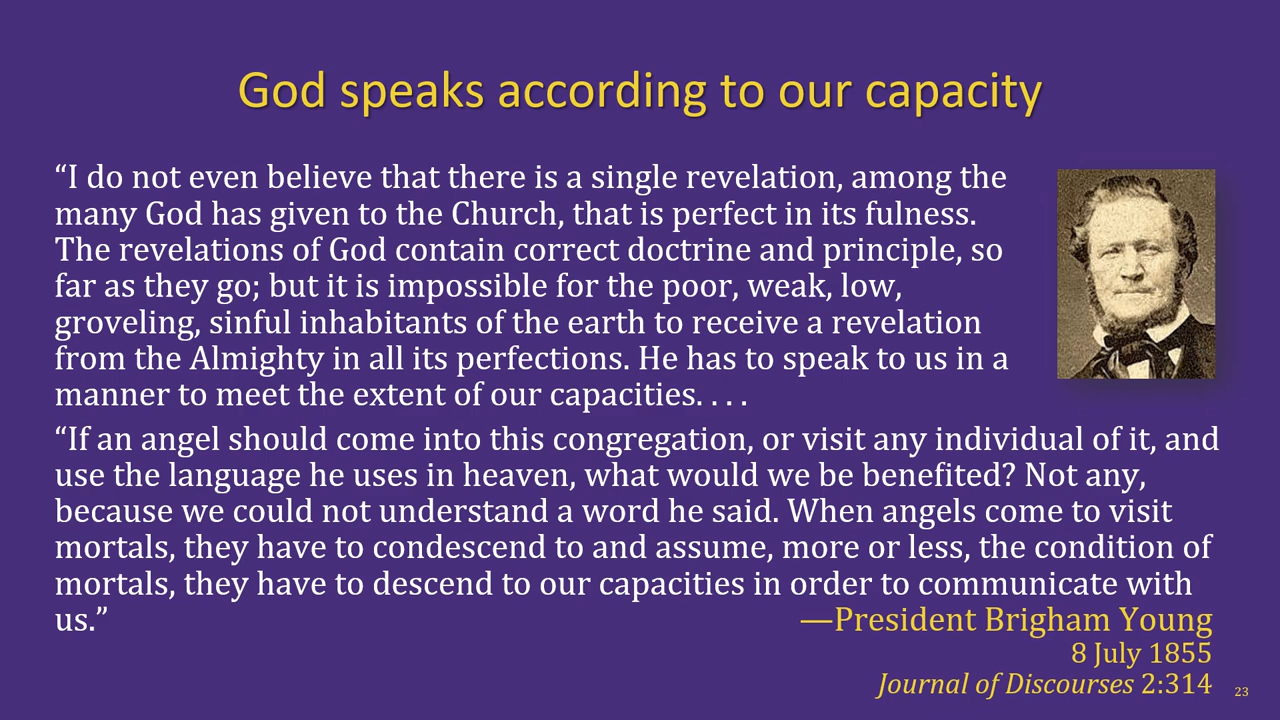 God speaks according to our capacity
“I do not even believe that there is a single revelation, among the
many God has given to the Church, that is perfect in its fulness.
The revelations of God contain correct doctrine and principle, so
far as they go; but it is impossible for the poor, weak, low,
groveling, sinful inhabitants of the earth to receive a revelation
from the Almighty in all its perfections. He has to speak to us in a
manner to meet the extent of our capacities. . . .
“If an angel should come into this congregation, or visit any individual of it, and
use the language he uses in heaven, what would we be benefited? Not any,
because we could not understand a word he said. When angels come to visit
mortals, they have to condescend to and assume, more or less, the condition of
mortals, they have to descend to our capacities in order to communicate with
us.”
—President Brigham Young
8 July 1855
Journal of Discourses 2:314
23